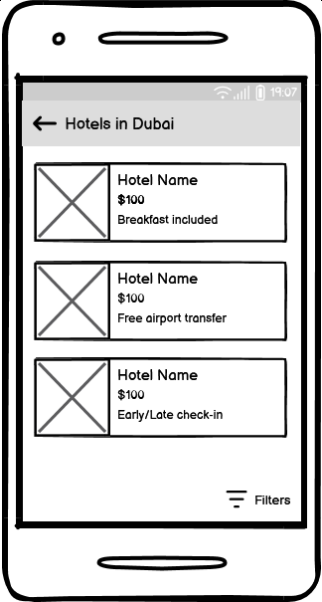 19:07
Hotels in Dubai
Hotel Name
$100
Breakfast included
Hotel Name
$100
Free airport transfer
Hotel Name
$100
Early/Late check-in
Filters